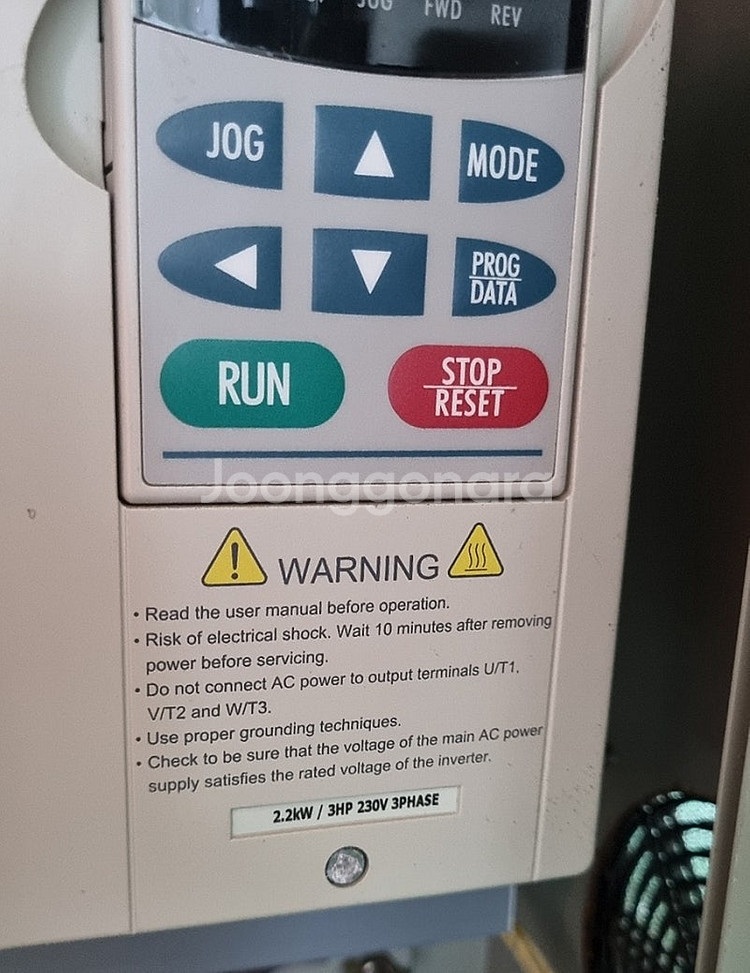 JOG FWD REV
JOG
MODE
PROG
DATA
RUN
STOP
RESET
Joonggonara
WARNING
• Read the user manual before operation.
• Risk of electrical shock. Wait 10 minutes after removing
power before servicing.
• Do not connect AC power to output terminals U/T1,
V/T2 and W/T3.
• Use proper grounding techniques.
• Check to be sure that the voltage of the main AC power
supply satisfies the rated voltage of the inverter.
2.2kW / 3HP 230V 3PHASE